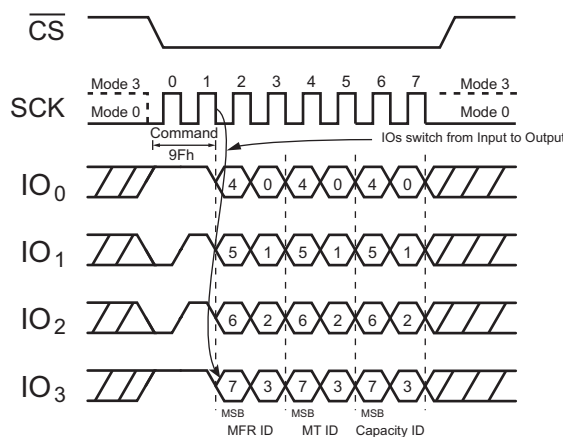 CS
0 1 2 3 4 5 6 7
Mode 3 Mode 3
SCK
Mode 0 Mode 0
Command
IOs switch from Input to Output
9Fh
IO0 4 0 4 0 4 0
IO1 5 1 5 1 5 1
IO2 6 2 6 2 6 2
IO3 7 3 7 3 7 3
MSB MSB MSB
MFR ID MT ID Capacity ID